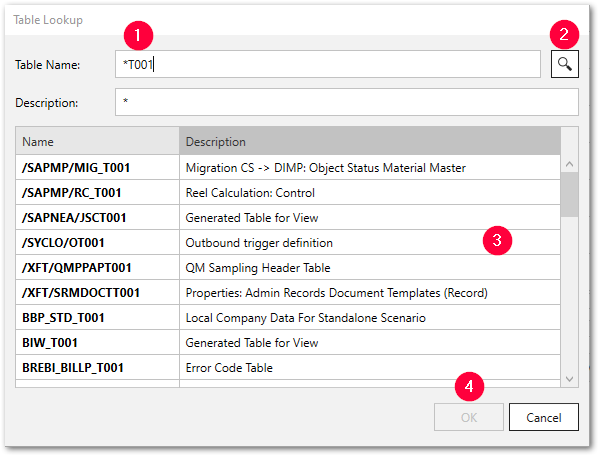 Table Lookup
1
2
Table Name: *T001
Description: *
Name Description
/SAPMP/MIG_T001 Migration CS -> DIMP: Object Status Material Master
/SAPMP/RC_T001 Reel Calculation: Control
/SAPNEA/JSCT001 Generated Table for View
/SYCLO/OT001 Outbound trigger definition
3
/XFT/QMPPAPT001 QM Sampling Header Table
/XFT/SRMDOCTT001 Properties: Admin Records Document Templates (Record)
BBP_STD_T001 Local Company Data For Standalone Scenario
BIW_T001 Generated Table for View
BREBI_BILLP_T001 Error Code Table
4
OK Cancel